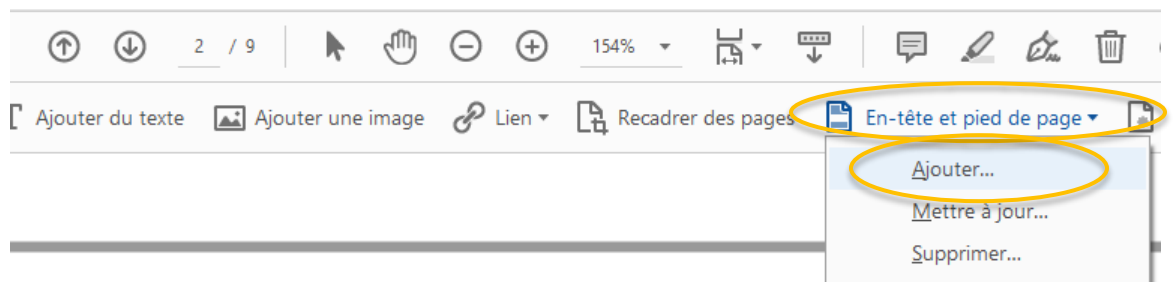 2 / 9 154%
Ajouter du texte Ajouter une image Lien Recadrer des pages En-tête et pied de page
Ajouter...
Mettre à jour...
Supprimer...